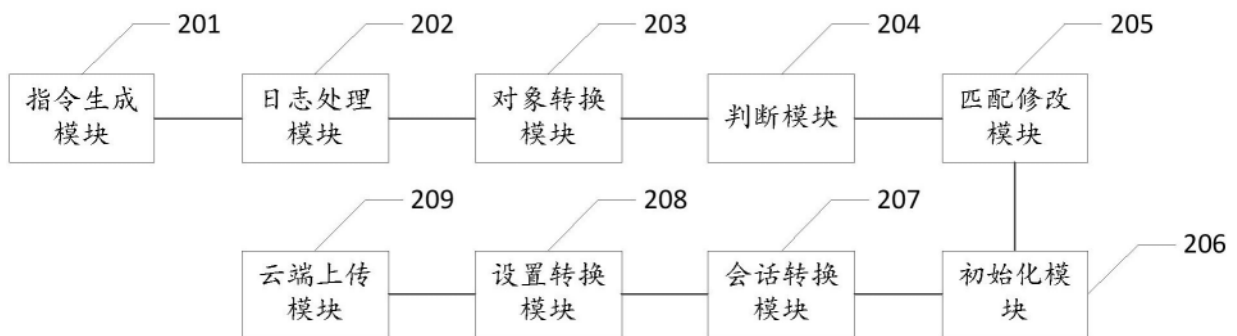 201
202
203
204
205
指令生成
模块
日志处理
模块
对象转换
模块
判断模块
匹配修改
模块
209
208
207
206
云端上传
模块
设置转换
模块
会话转换
模块
初始化模
块